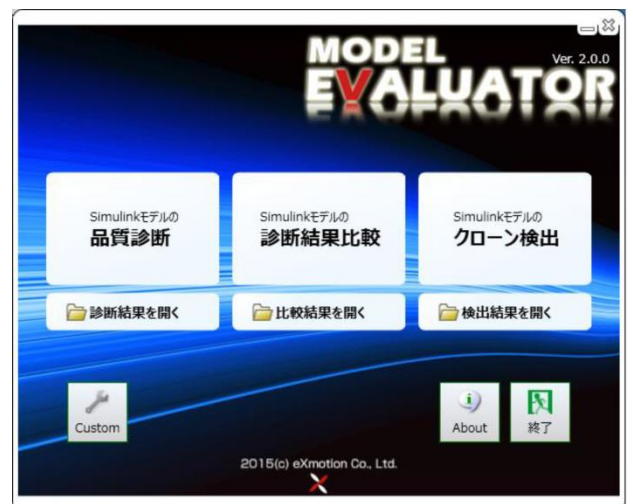 MODEL
EVALUATOR
Ver. 2.0.0
Simulinkモデルの
品質診断
Simulinkモデルの
診断結果比較
Simulinkモデルの
クローン検出
診断結果を開く
比較結果を開く
検出結果を開く
Custom
About
終了
2015(c) eXmotion Co., Ltd.